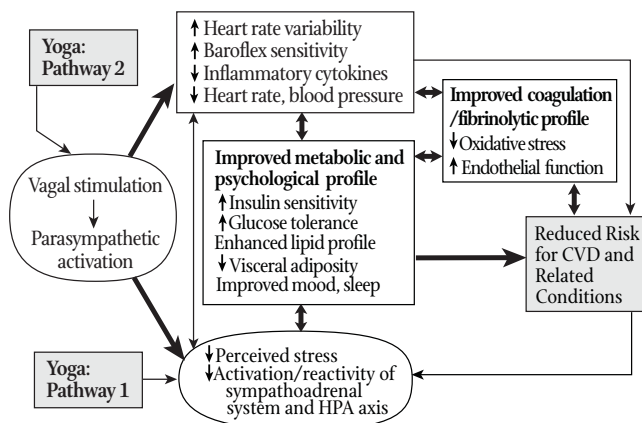 Yoga:
Pathway 2
↑ Heart rate variability
↑ Baroflex sensitivity
↓ Inflammatory cytokines
↓ Heart rate, blood pressure
Improved coagulation
/fibrinolytic profile
↓ Oxidative stress
↑ Endothelial function
Vagal stimulation
Parasympathetic
activation
Improved metabolic and
psychological profile
↑ Insulin sensitivity
↑ Glucose tolerance
Enhanced lipid profile
↓ Visceral adiposity
Improved mood, sleep
Reduced Risk
for CVD and
Related
Conditions
Yoga:
Pathway 1
↓ Perceived stress
↓ Activation/reactivity of
sympathoadrenal
system and HPA axis